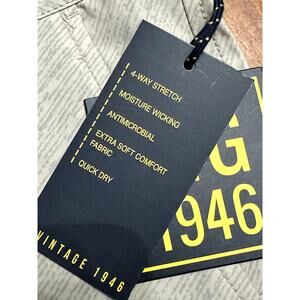 4-WAY STRETCH
MOISTURE WICKING
ANTIMICROBIAL
EXTRA SOFT COMFORT
FABRIC
QUICK DRY
VINTAGE 1946
1946